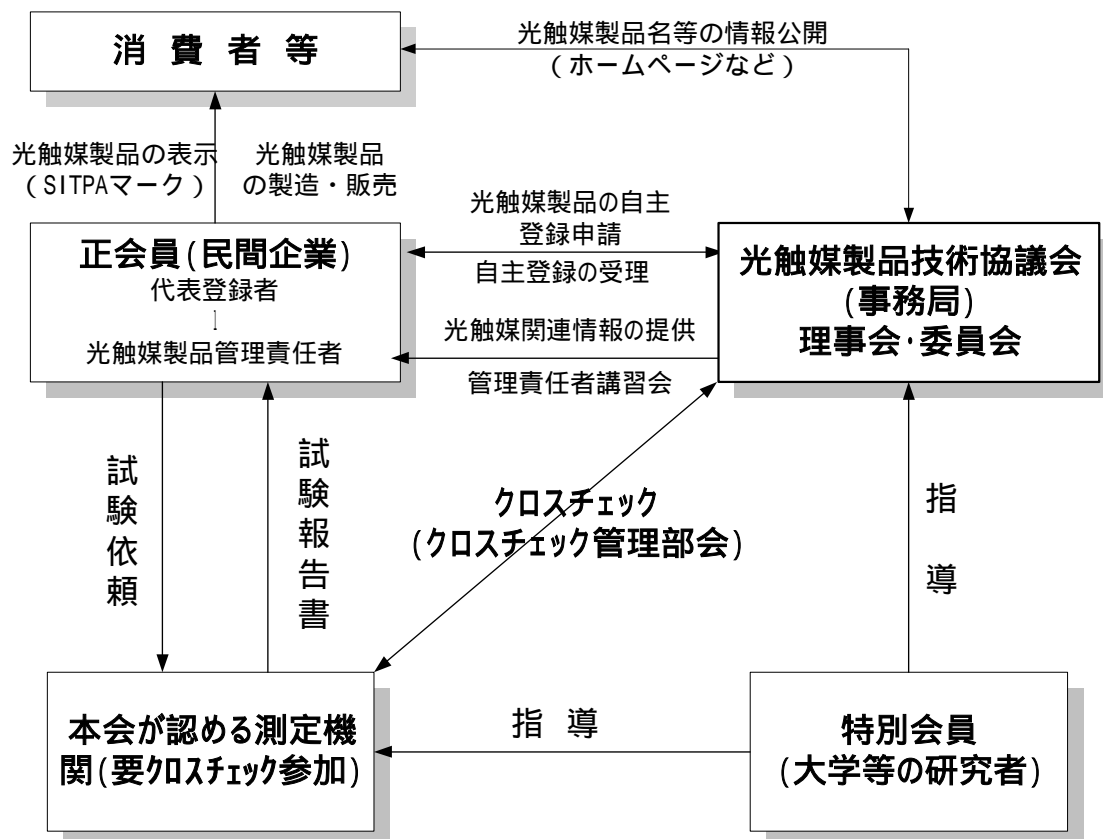 消費者等
光触媒製品名等の情報公開
(ホームページなど)
光触媒製品の表示
(SITPAマーク)
光触媒製品
の製造・販売
光触媒製品の自主
登録申請
自主登録の受理
正会員(民間企業)
代表登録者
光触媒製品管理責任者
光触媒製品技術協議会
(事務局)
理事会・委員会
光触媒関連情報の提供
管理責任者講習会
試験依頼
試験報告書
クロスチェック
(クロスチェック管理部会)
指導
本会が認める測定機
関(要クロスチェック参加)
指導
特別会員
(大学等の研究者)